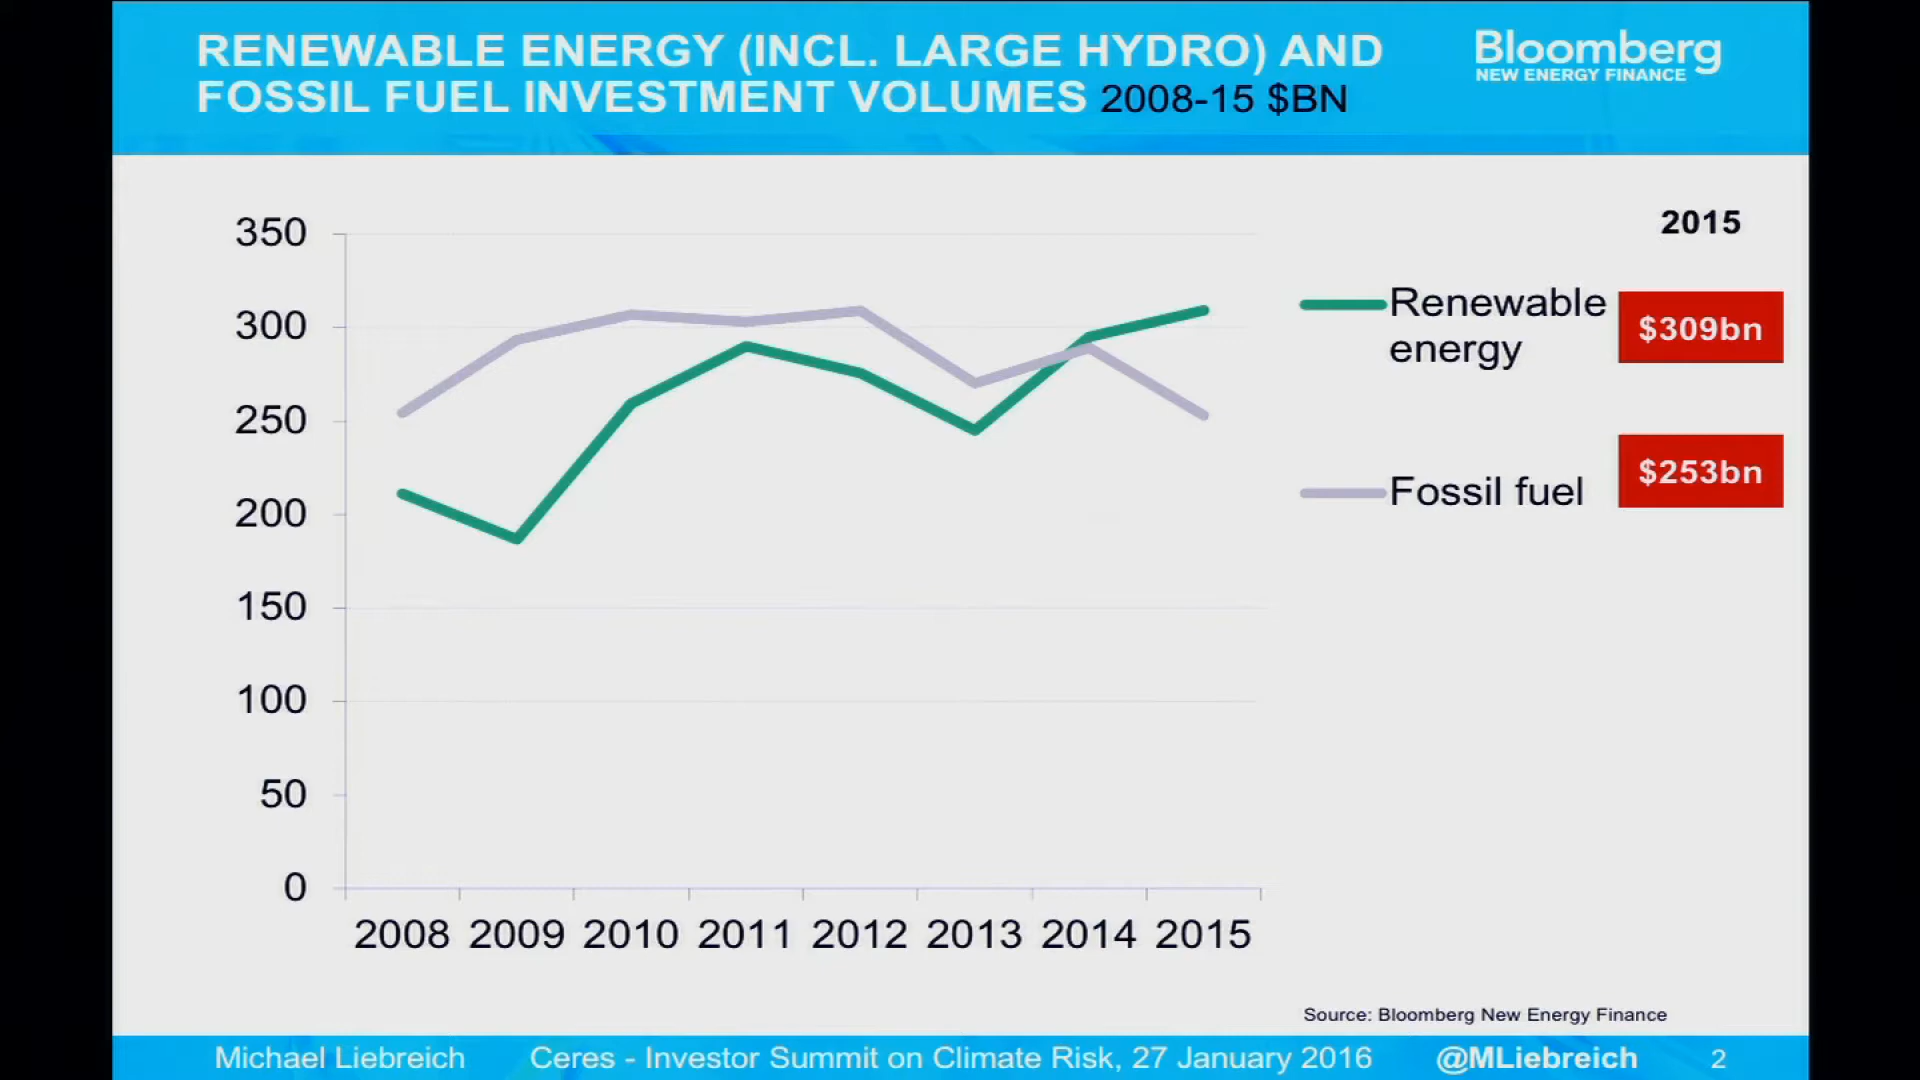 RENEWABLE ENERGY (INCL. LARGE HYDRO) AND
FOSSIL FUEL INVESTMENT VOLUMES 2008-15 $BN
Bloomberg
NEW ENERGY FINANCE
350
300
250
200
150
100
50
0
2008 2009 2010 2011 2012 2013 2014 2015
2015
Renewable
energy
$309bn
Fossil fuel
$253bn
Source: Bloomberg New Energy Finance
Michael Liebreich Ceres - Investor Summit on Climate Risk, 27 January 2016 @MLiebreich 2